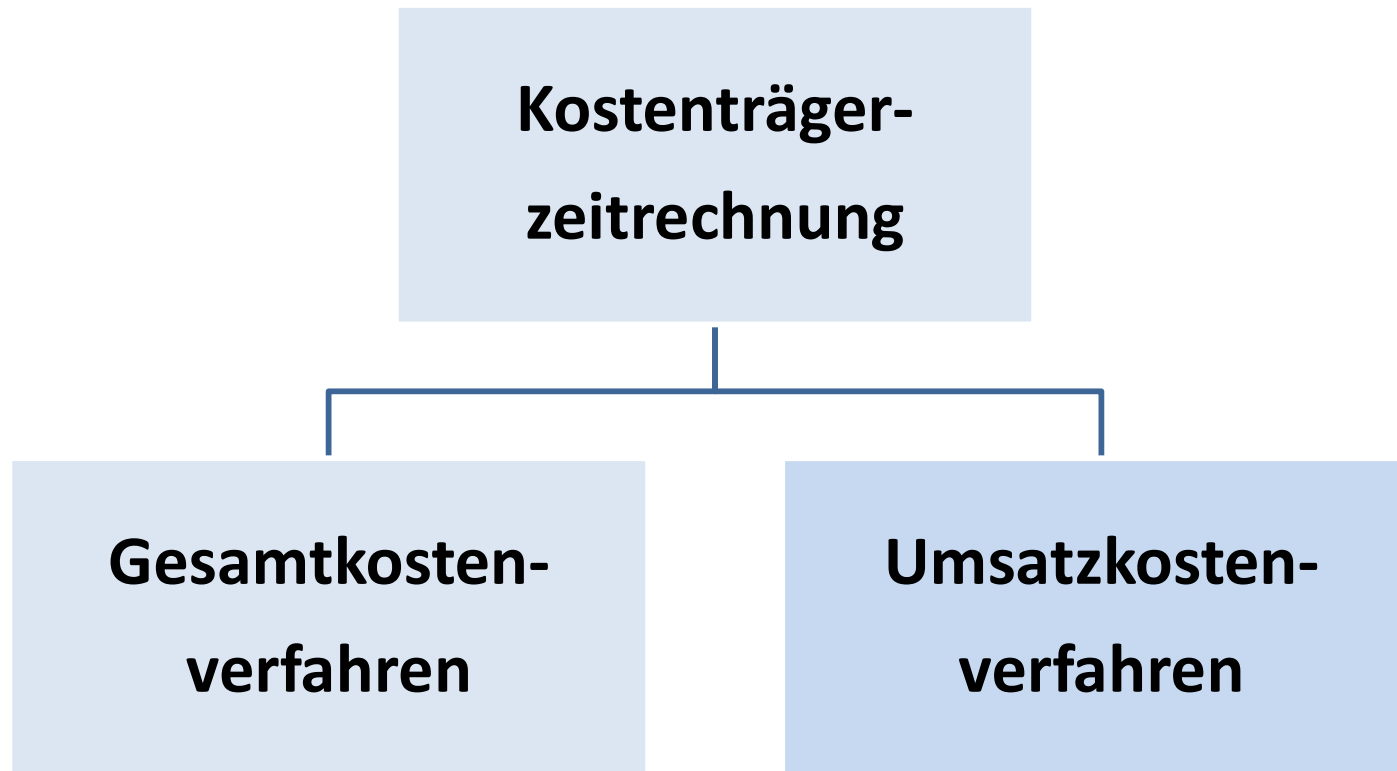 Kostenträger-
zeitrechnung
Gesamtkosten-
verfahren
Umsatzkosten-
verfahren